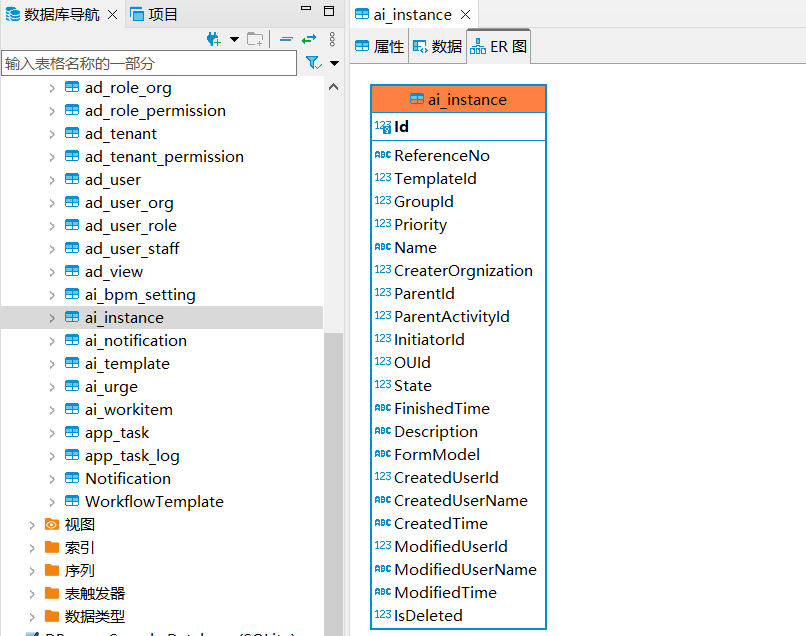 数据库导航
项目
输入表格名称的一部分
ad_role_org
ad_role_permission
ad_tenant
ad_tenant_permission
ad_user
ad_user_org
ad_user_role
ad_user_staff
ad_view
ai_bpm_setting
ai_instance
ai_notification
ai_template
ai_urge
ai_workitem
app_task
app_task_log
Notification
WorkflowTemplate
视图
索引
序列
表触发器
数据类型
DBeaver Sample Database (SQLite)
ai_instance
属性
数据
ER 图
ai_instance
123 Id
ABC ReferenceNo
123 TemplateId
123 GroupId
123 Priority
ABC Name
123 CreaterOrgnization
123 ParentId
123 ParentActivityId
123 InitiatorId
123 OUId
123 State
ABC FinishedTime
ABC Description
ABC FormModel
123 CreatedUserId
ABC CreatedUserName
ABC CreatedTime
123 ModifiedUserId
ABC ModifiedUserName
ABC ModifiedTime
123 IsDeleted